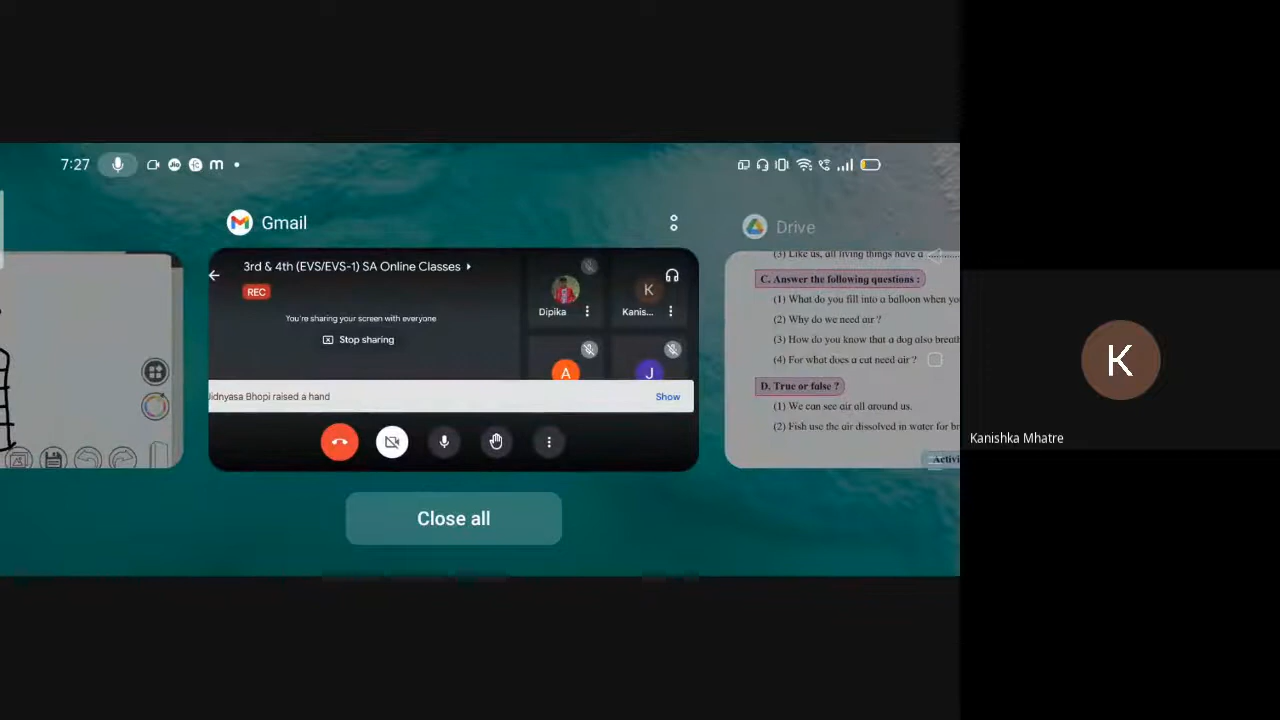 7:27
Gmail
Drive
3rd & 4th (EVS/EVS-1) SA Online Classes
REC
You're sharing your screen with everyone
Stop sharing
Dipika
K
Kanis...
A
J
Jidnyasa Bhopi raised a hand
Show
(3) Like us, all living things have a
C. Answer the following questions :
(1) What do you fill into a balloon when yo
(2) Why do we need air ?
(3) How do you know that a dog also breath
(4) For what does a cat need air ?
D. True or false ?
(1) We can see air all around us.
(2) Fish use the air dissolved in water for br
Activi
Close all
K
Kanishka Mhatre